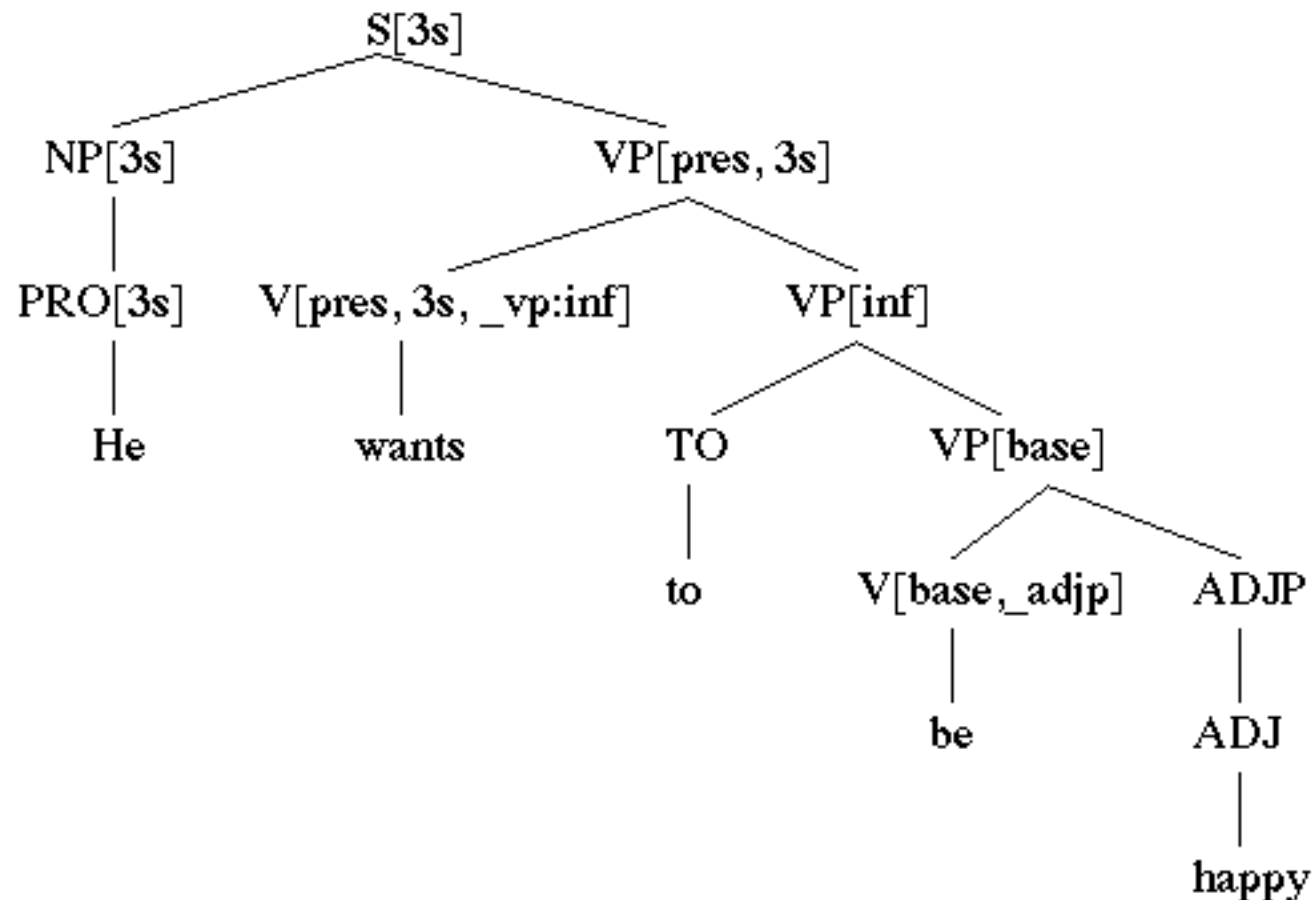 S[3s]
NP[3s] VP[pres, 3s]
PRO[3s] V[pres, 3s, _vp:inf] VP[inf]
He wants TO VP[base]
to V[base,_adjp] ADJP
be ADJ
happy